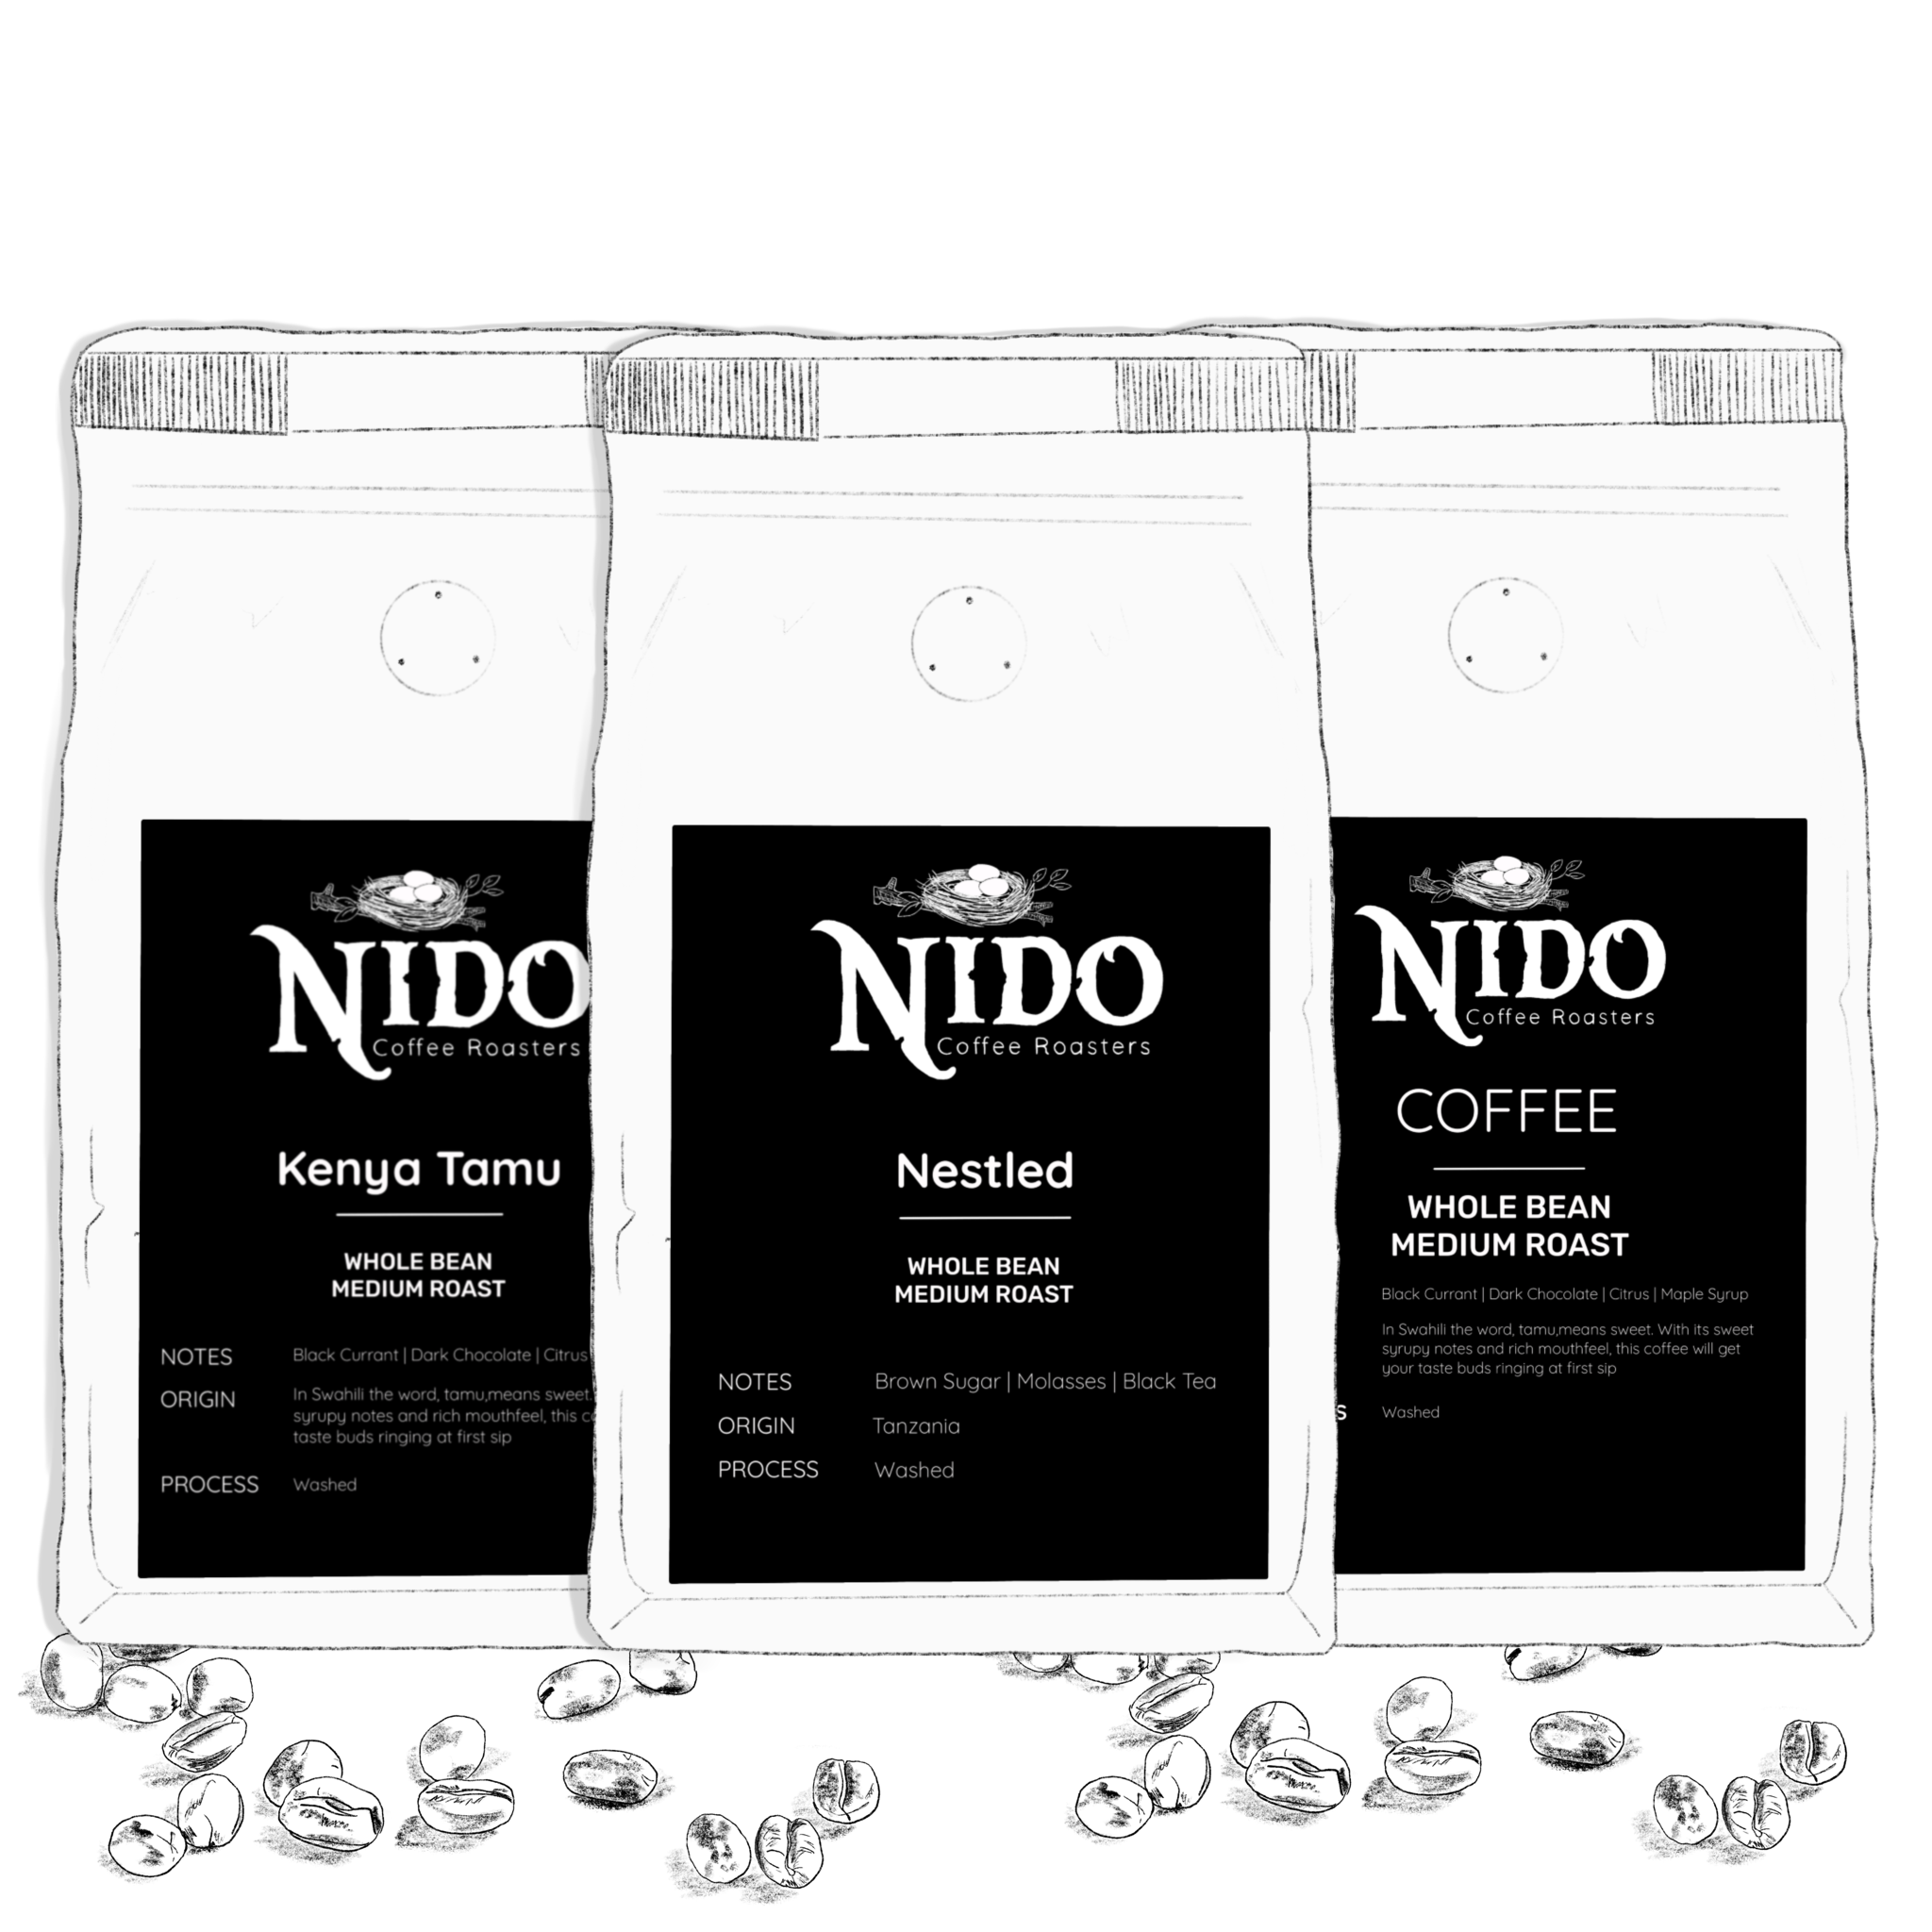 NIDO
Coffee Roasters
Kenya Tamu
WHOLE BEAN
MEDIUM ROAST
NOTES Black Currant | Dark Chocolate | Citrus
ORIGIN In Swahili the word, tamu,means sweet.
syrupy notes and rich mouthfeel, this
taste buds ringing at first sip
PROCESS Washed
NIDO
Coffee Roasters
Nestled
WHOLE BEAN
MEDIUM ROAST
NOTES Brown Sugar | Molasses | Black Tea
ORIGIN Tanzania
PROCESS Washed
NIDO
Coffee Roasters
COFFEE
WHOLE BEAN
MEDIUM ROAST
Black Currant | Dark Chocolate | Citrus | Maple Syrup
In Swahili the word, tamu,means sweet. With its sweet
syrupy notes and rich mouthfeel, this coffee will get
your taste buds ringing at first sip
Washed